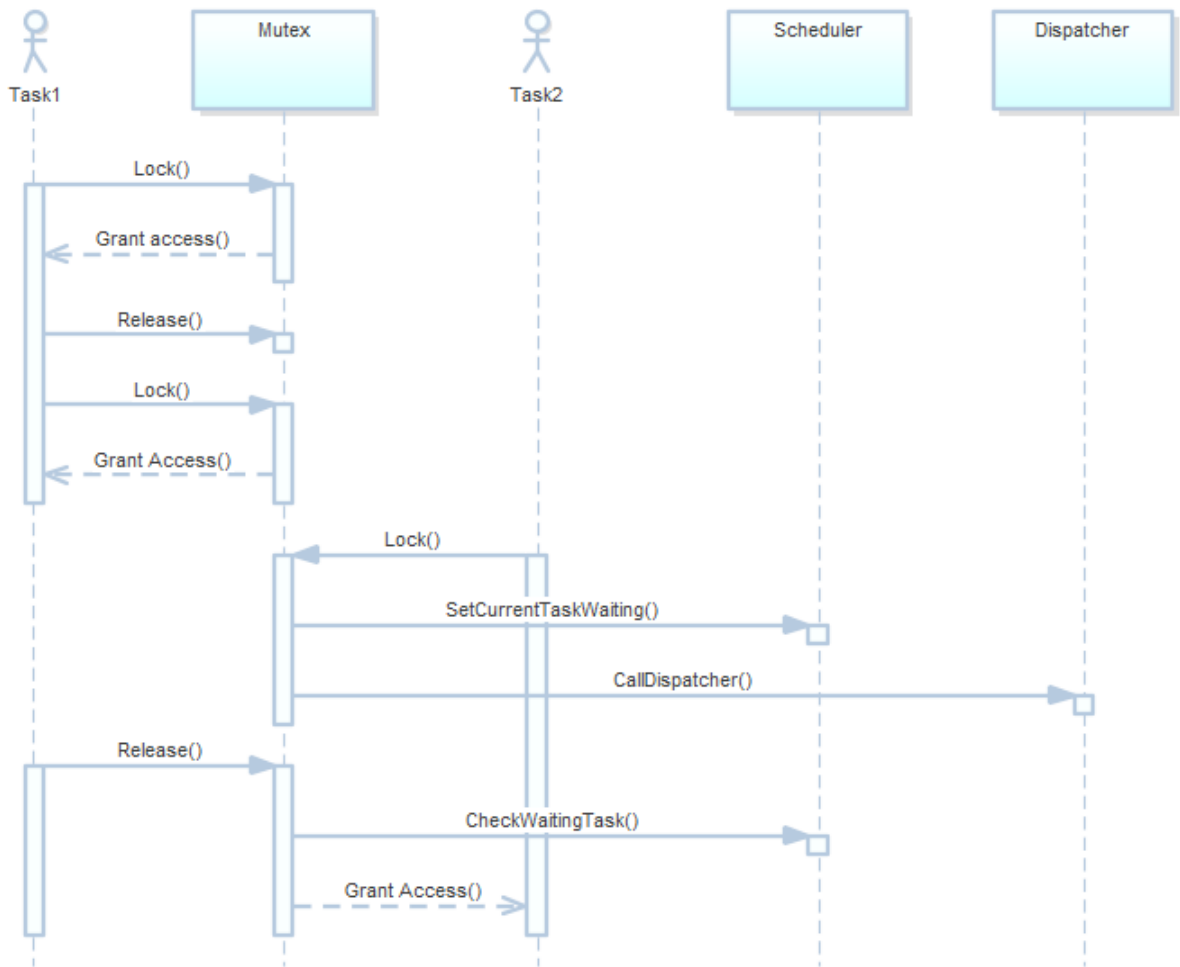 Task1
Mutex
Task2
Scheduler
Dispatcher
Lock()
Grant access()
Release()
Lock()
Grant Access()
Lock()
SetCurrentTaskWaiting()
CallDispatcher()
Release()
CheckWaitingTask()
Grant Access()